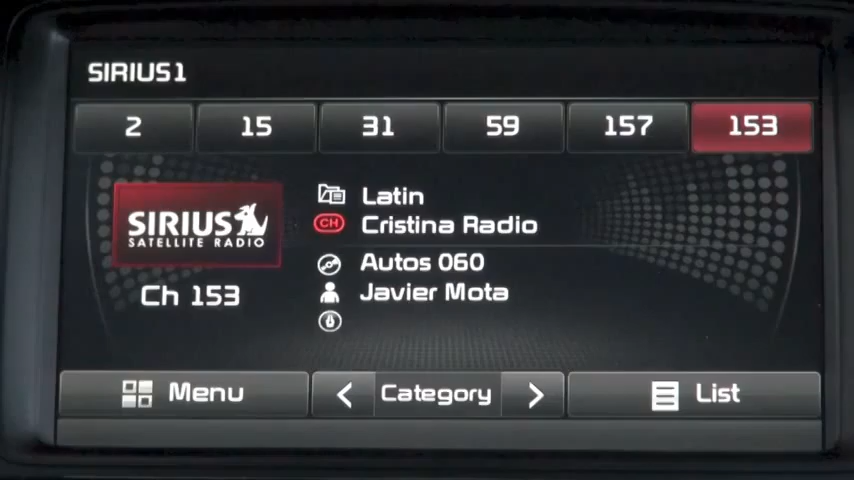 SIRIUS1
2 15 31 59 157 153
SIRIUS
SATELLITE RADIO
Ch 153
Latin
CH Cristina Radio
Autos 060
Javier Mota
Menu < Category > List